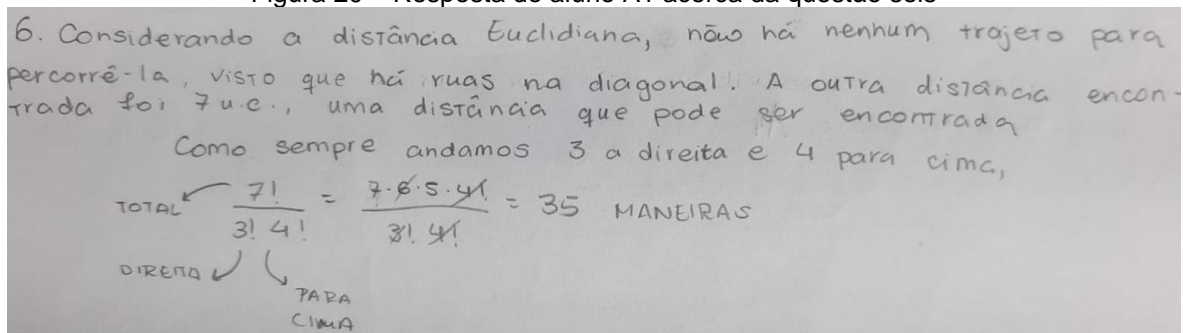 Figura 26 – Resposta do aluno A1 acerca da questão seis
6. Considerando a distância Euclidiana, não há nenhum trajeto para
percorrê-la, visto que há ruas na diagonal. A outra distância encon-
trada foi 7 u.c., uma distância que pode ser encontrada
Como sempre andamos 3 a direita e 4 para cima,
TOTAL 7!/3! 4! = 7·6·5·4!/3! 4! = 35 MANEIRAS
DIREITA
PARA
CIMA